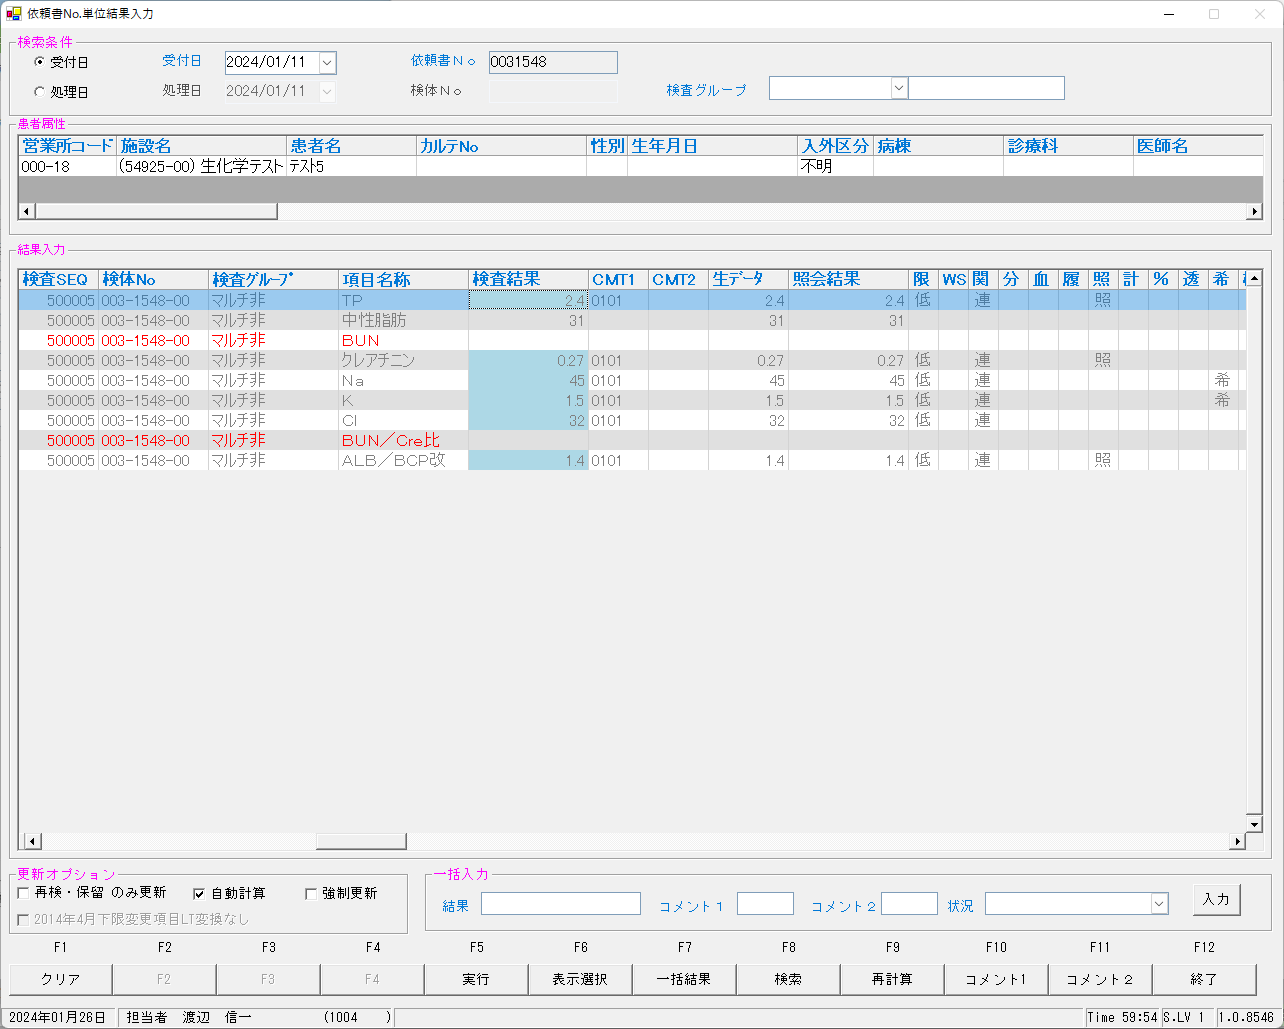 依頼書No.単位結果入力
検索条件
受付日 受付日 2024/01/11 依頼書Ｎｏ 0031548
処理日 処理日 2024/01/11 検体Ｎｏ 検査グループ
患者属性
営業所コード 施設名 患者名 カルテNo 性別 生年月日 入外区分 病棟 診療科 医師名
000-18 (54925-00) 生化学テスト ﾃｽﾄ5 不明
結果入力
検査SEQ 検体No 検査ｸﾞﾙｰﾌﾟ 項目名称 検査結果 CMT1 CMT2 生ﾃﾞｰﾀ 照会結果 限 WS 関 分 血 履 照 計 % 透 希
500005 003-1548-00 マルチ非 TP 2.4 0101 2.4 2.4 低 連 照
500005 003-1548-00 マルチ非 中性脂肪 31 31 31
500005 003-1548-00 マルチ非 BUN
500005 003-1548-00 マルチ非 クレアチニン 0.27 0101 0.27 0.27 低 連 照
500005 003-1548-00 マルチ非 Ｎａ 45 0101 45 45 低 連 希
500005 003-1548-00 マルチ非 K 1.5 0101 1.5 1.5 低 連 希
500005 003-1548-00 マルチ非 Cl 32 0101 32 32 低 連
500005 003-1548-00 マルチ非 BUN／Cre比
500005 003-1548-00 マルチ非 ALB／BCP改 1.4 0101 1.4 1.4 低 連 照
更新オプション 一括入力
再検・保留 のみ更新 自動計算 強制更新
結果 コメント１ コメント２ 状況 入力
2014年4月下限変更項目LT変換なし
F1 F2 F3 F4 F5 F6 F7 F8 F9 F10 F11 F12
クリア F2 F3 F4 実行 表示選択 一括結果 検索 再計算 コメント1 コメント２ 終了
2024年01月26日 担当者 渡辺 信一 (1004 ) Time 59:54 S.LV 1 1.0.8546